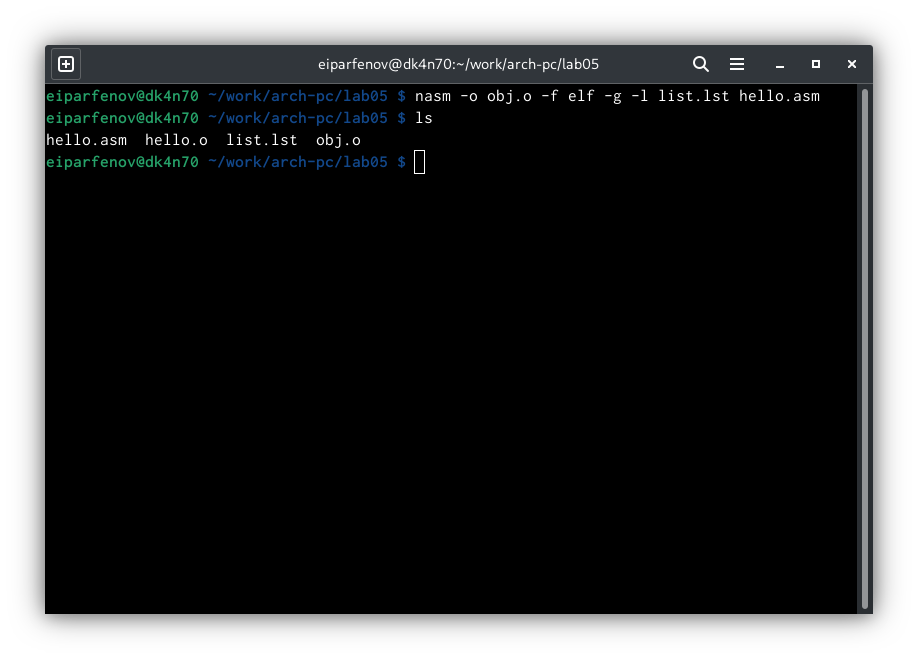 eiparfenov@dk4n70:~/work/arch-pc/lab05
eiparfenov@dk4n70 ~/work/arch-pc/lab05 $ nasm -o obj.o -f elf -g -l list.lst hello.asm
eiparfenov@dk4n70 ~/work/arch-pc/lab05 $ ls
hello.asm  hello.o  list.lst  obj.o
eiparfenov@dk4n70 ~/work/arch-pc/lab05 $